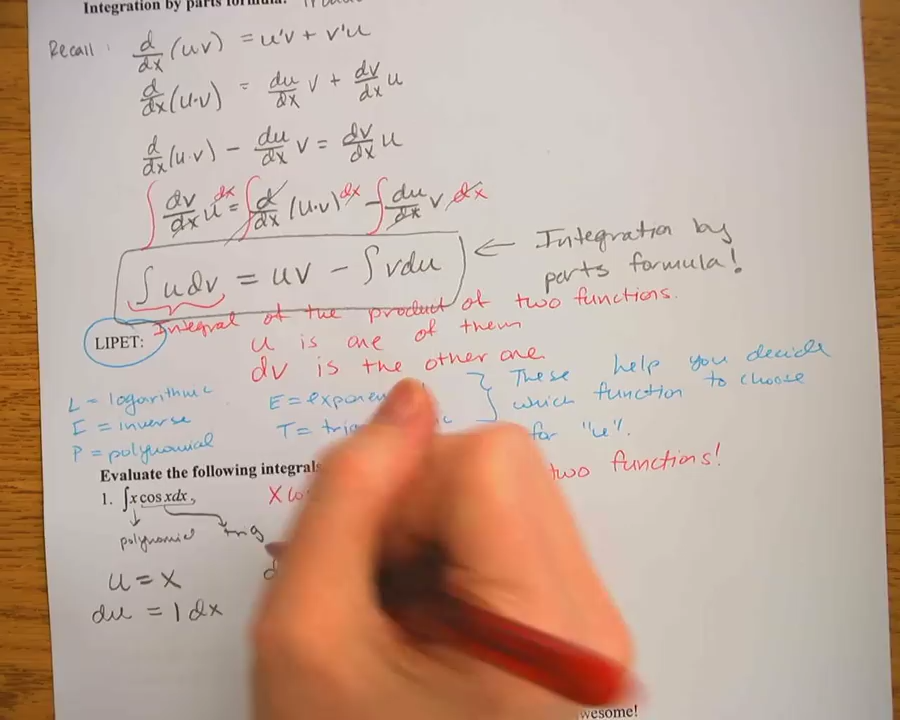 Integration by parts formula:
Recall: d/dx (uv) = u'v + v'u
d/dx (u·v) = du/dx v + dv/dx u
d/dx (u·v) - du/dx v = dv/dx u
∫ dv/dx u dx = ∫ d/dx (u·v) dx - ∫ du/dx v dx
∫ u dv = uv - ∫ v du ← Integration by parts formula!
Integral of the product of two functions.
u is one of them
dv is the other one
LIPET:
L = logarithmic
I = inverse
P = polynomial
T =
} These help you decide
which function to choose
for "u".
two functions!
Evaluate the following integrals
1. ∫ x cos x dx,
polynomial trig
u = x
du = 1 dx
wesome!